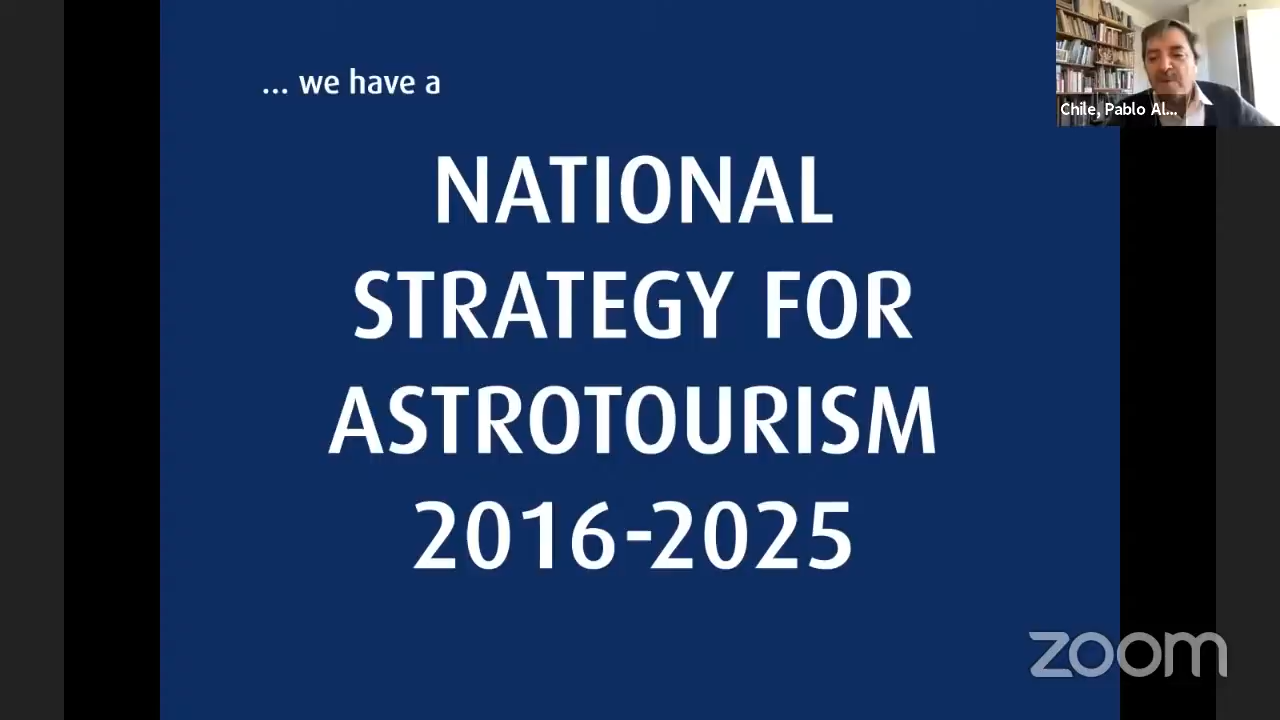 ... we have a
NATIONAL
STRATEGY FOR
ASTROTOURISM
2016-2025
Chile, Pablo Al...
zoom